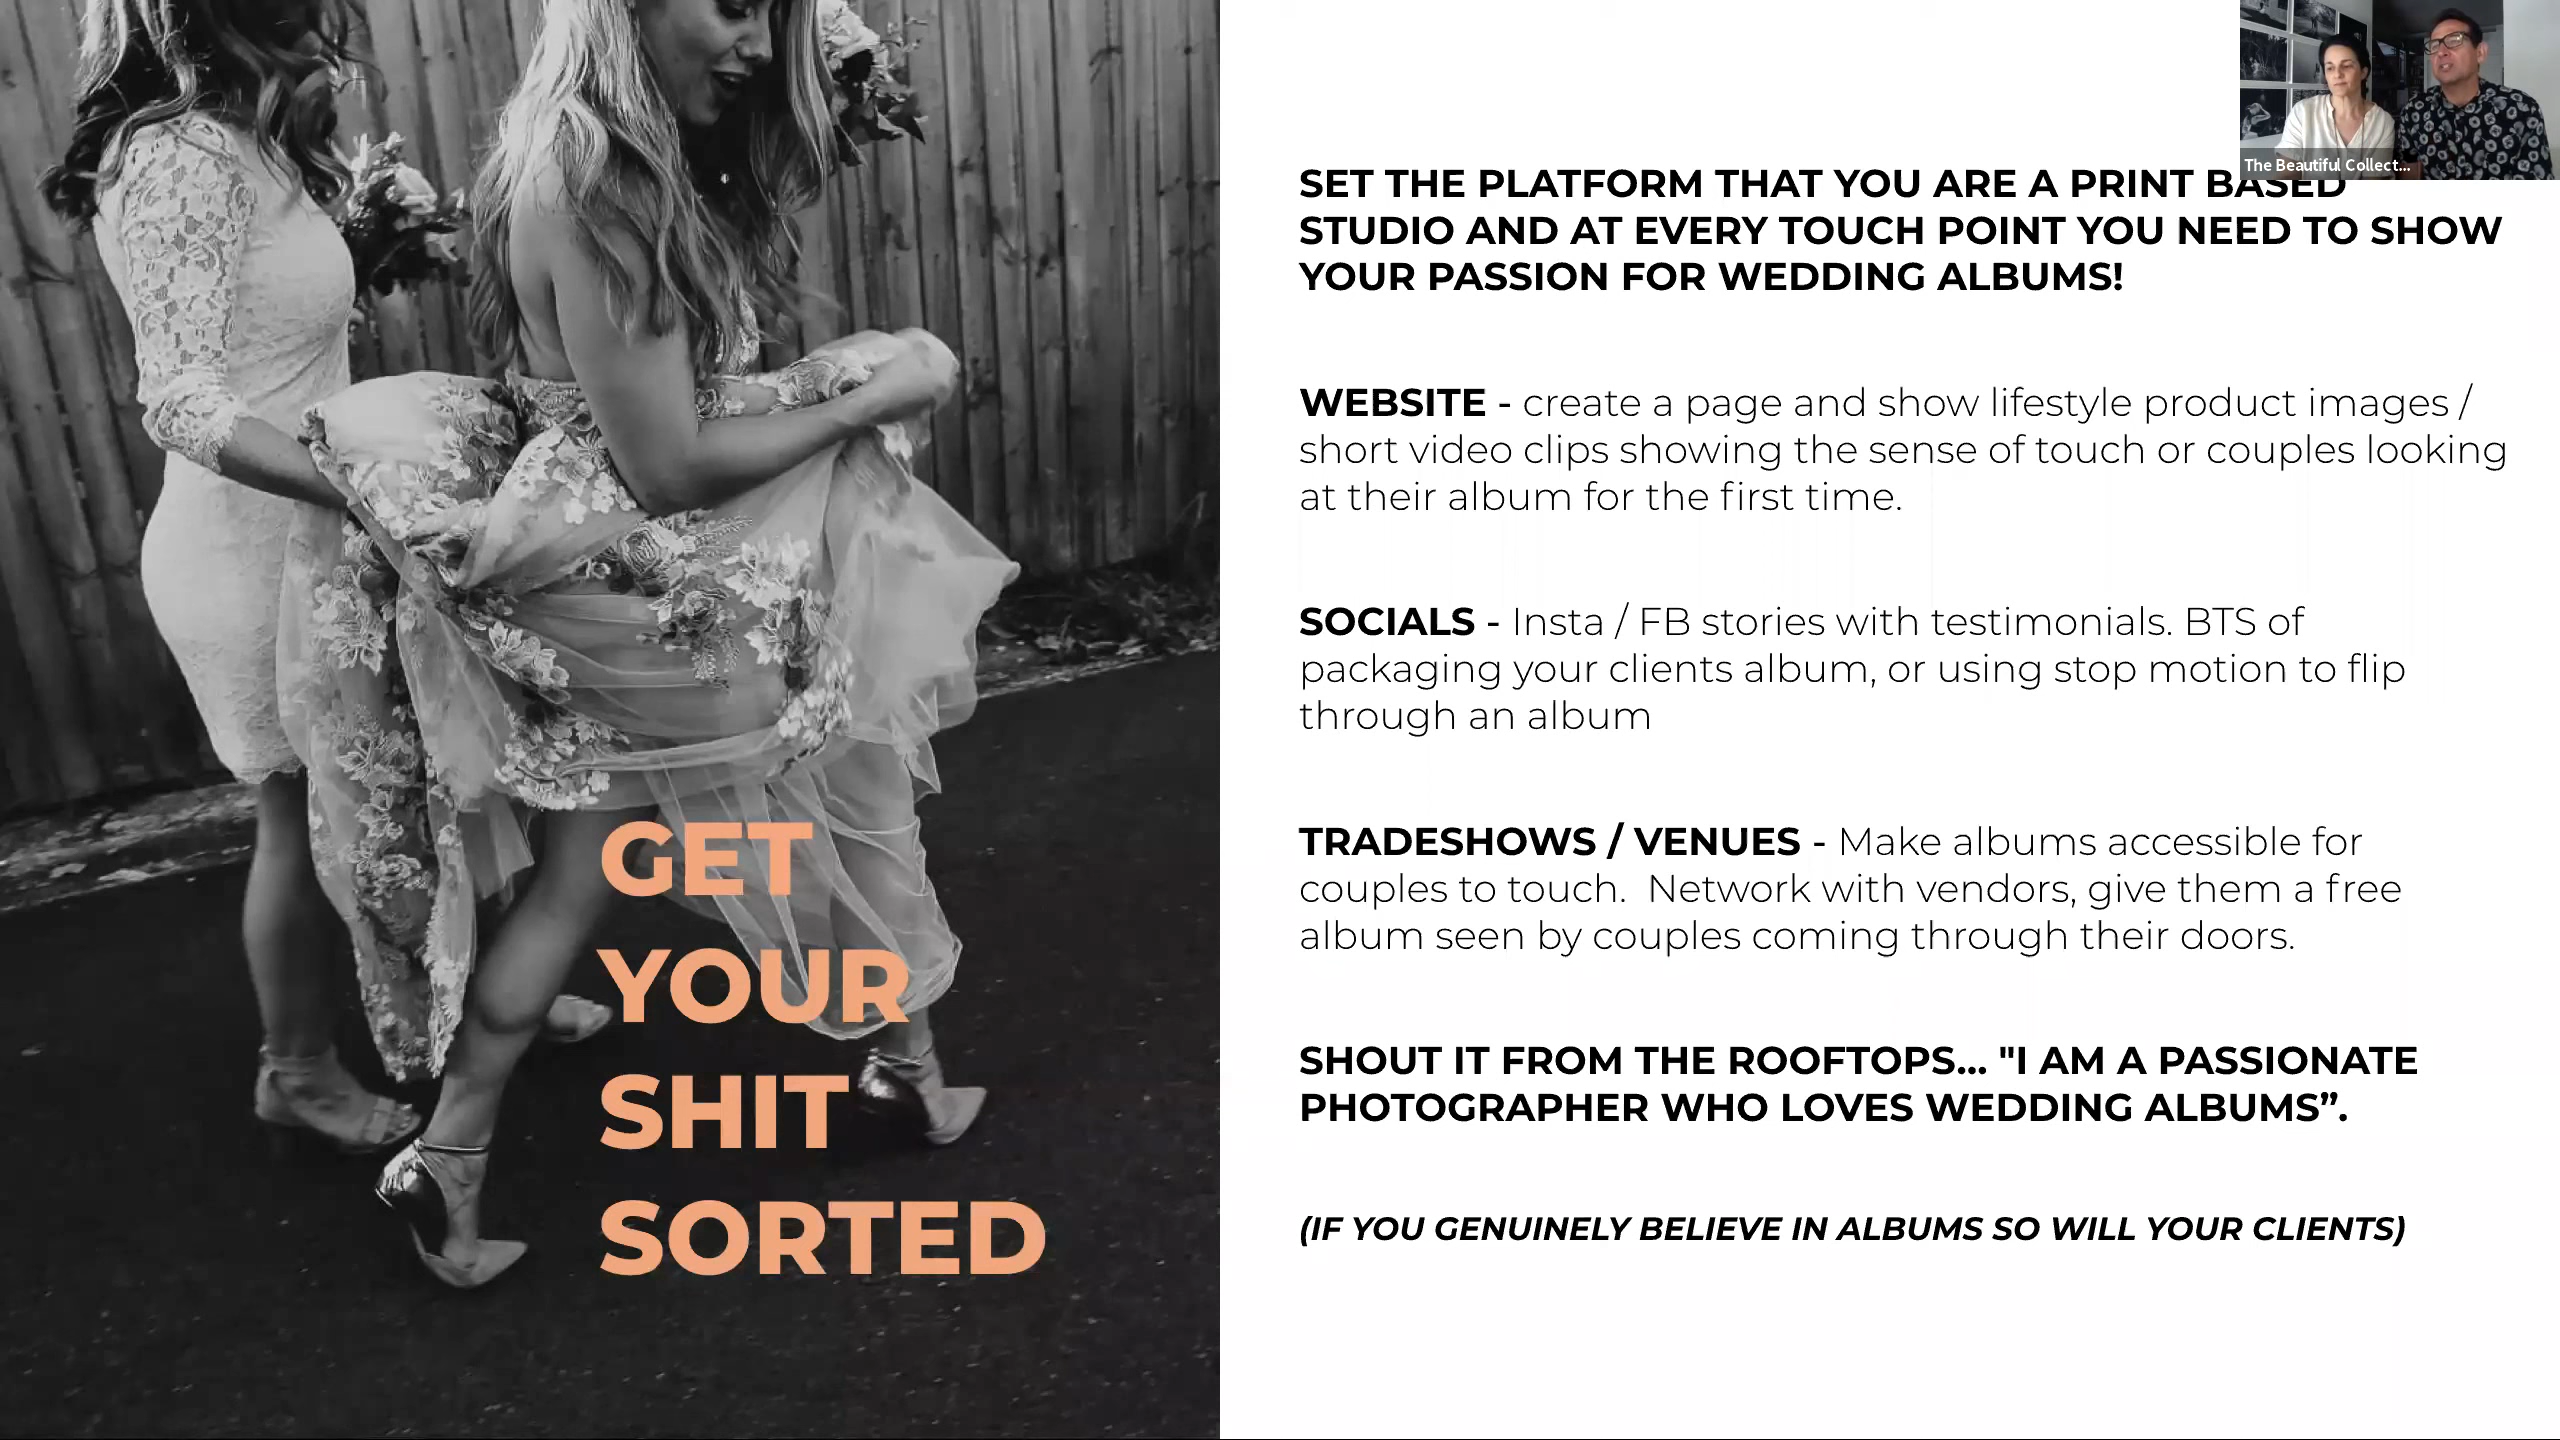 The Beautiful Collect...
SET THE PLATFORM THAT YOU ARE A PRINT BASED
STUDIO AND AT EVERY TOUCH POINT YOU NEED TO SHOW
YOUR PASSION FOR WEDDING ALBUMS!
WEBSITE - create a page and show lifestyle product images /
short video clips showing the sense of touch or couples looking
at their album for the first time.
SOCIALS - Insta / FB stories with testimonials. BTS of
packaging your clients album, or using stop motion to flip
through an album
TRADESHOWS / VENUES - Make albums accessible for
couples to touch.  Network with vendors, give them a free
album seen by couples coming through their doors.
SHOUT IT FROM THE ROOFTOPS... "I AM A PASSIONATE
PHOTOGRAPHER WHO LOVES WEDDING ALBUMS”.
(IF YOU GENUINELY BELIEVE IN ALBUMS SO WILL YOUR CLIENTS)
GET
YOUR
SHIT
SORTED